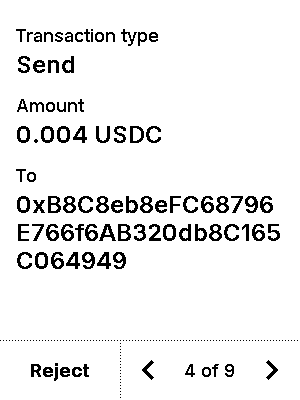 Transaction type
Send
Amount
0.004 USDC
To
0xB8C8eb8eFC68796
E766f6AB320db8C165
C064949
Reject
4 of 9